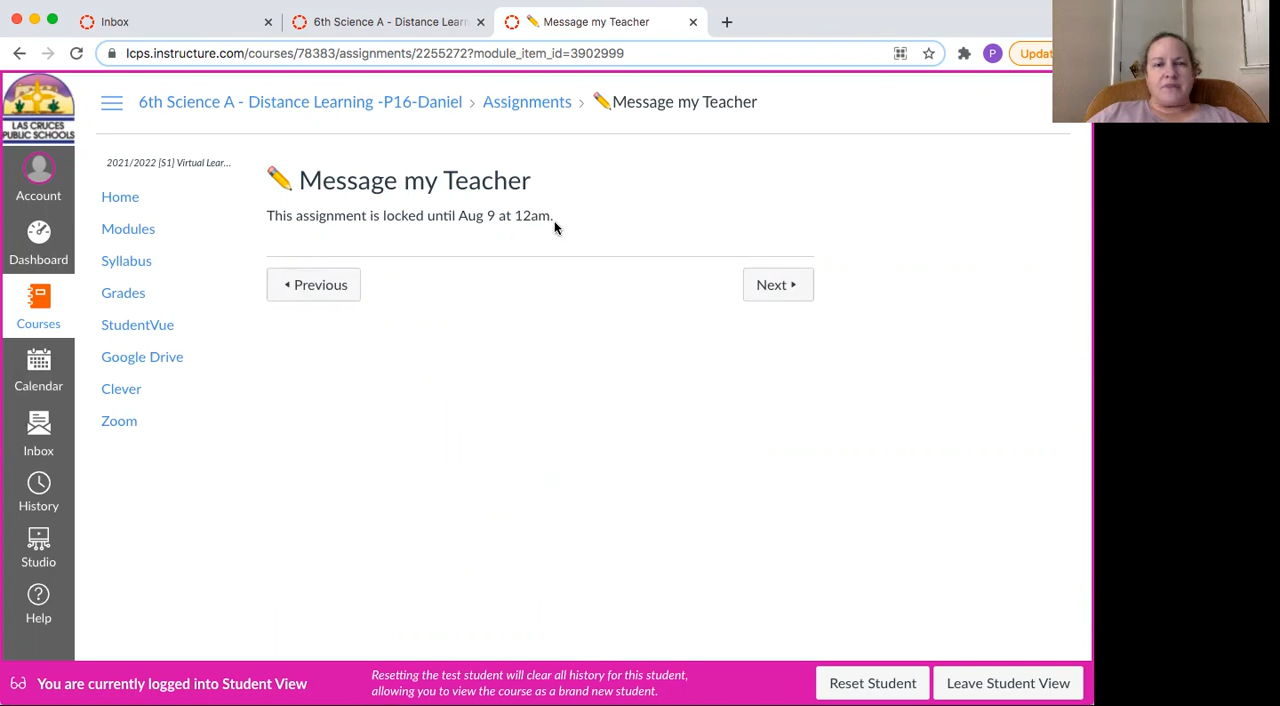 Inbox
6th Science A - Distance Learn
✏️ Message my Teacher
lcps.instructure.com/courses/78383/assignments/2255272?module_item_id=3902999
P
Updat
LAS CRUCES
PUBLIC SCHOOLS
6th Science A - Distance Learning -P16-Daniel > Assignments > ✏️Message my Teacher
2021/2022 [S1] Virtual Lear...
Account
Dashboard
Courses
Calendar
Inbox
History
Studio
Help
Home
Modules
Syllabus
Grades
StudentVue
Google Drive
Clever
Zoom
✏️ Message my Teacher
This assignment is locked until Aug 9 at 12am.
Previous
Next
You are currently logged into Student View
Resetting the test student will clear all history for this student,
allowing you to view the course as a brand new student.
Reset Student
Leave Student View